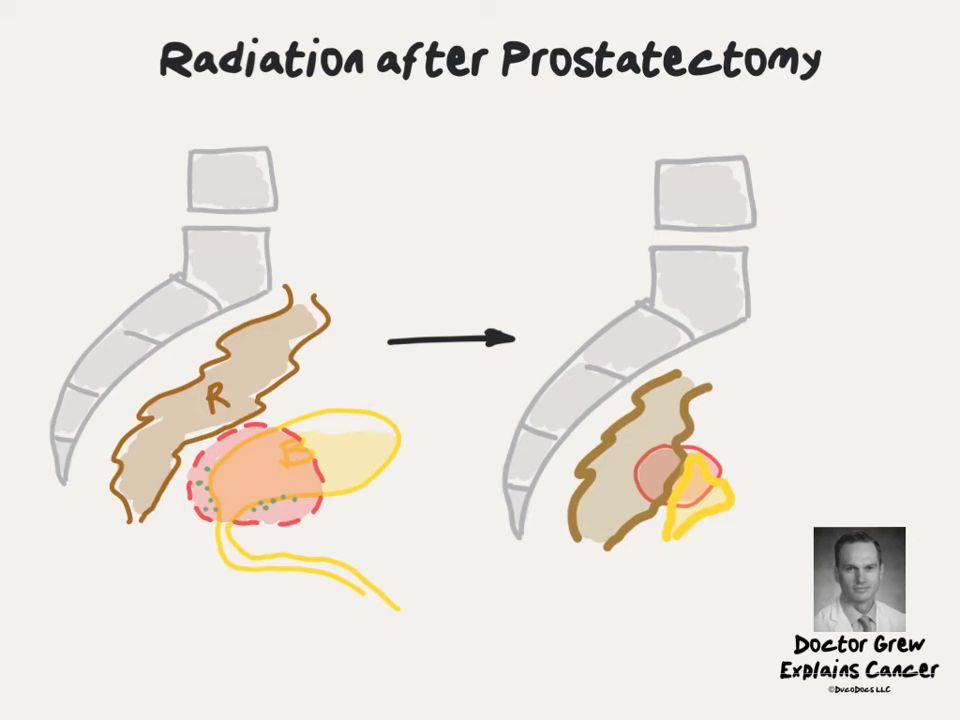 Radiation after Prostatectomy
R
B
Doctor Grew
Explains Cancer
©DucoDocs LLC